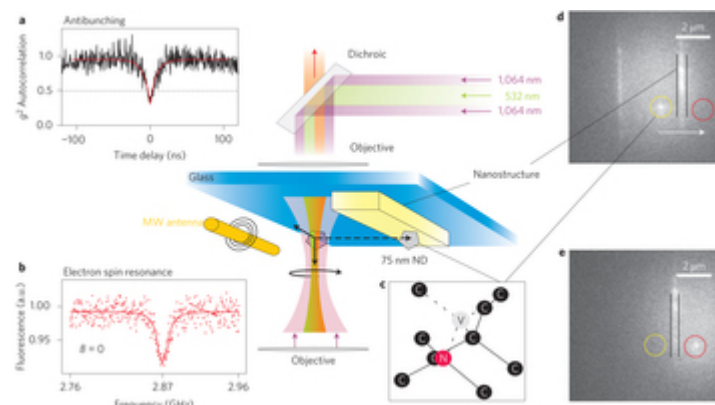 a
Antibunching
g² Autocorrelation
1.0
0.5
0.0
−100
0
100
Time delay (ns)
Dichroic
1,064 nm
532 nm
1,064 nm
Objective
Glass
Nanostructure
MW antenna
75 nm ND
Objective
b
Electron spin resonance
Fluorescence (a.u.)
1.00
0.95
B = 0
2.76
2.87
2.96
Frequency (GHz)
c
C
C
V
C
C
C
C
N
C
C
C
d
2 µm
e
2 µm